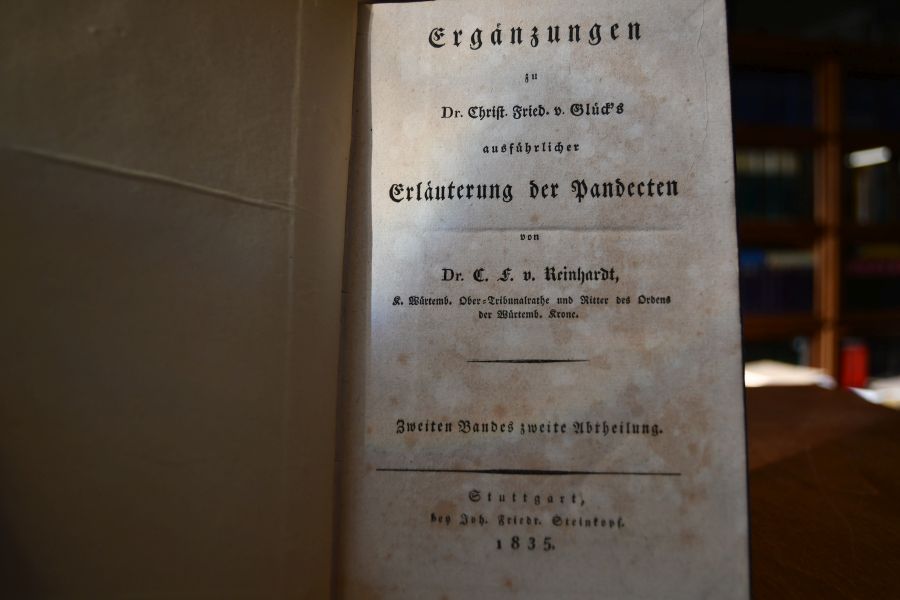 Ergänzungen
zu
Dr. Christ. Fried. v. Glück's
ausführlicher
Erläuterung der Pandecten
von
Dr. C. F. v. Reinhardt,
K. Würtemb. Ober-Tribunalrathe und Ritter des Ordens
der Würtemb. Krone.
Zweiten Bandes zweite Abtheilung.
Stuttgart,
bey Joh. Friedr. Steinkopf.
1835.